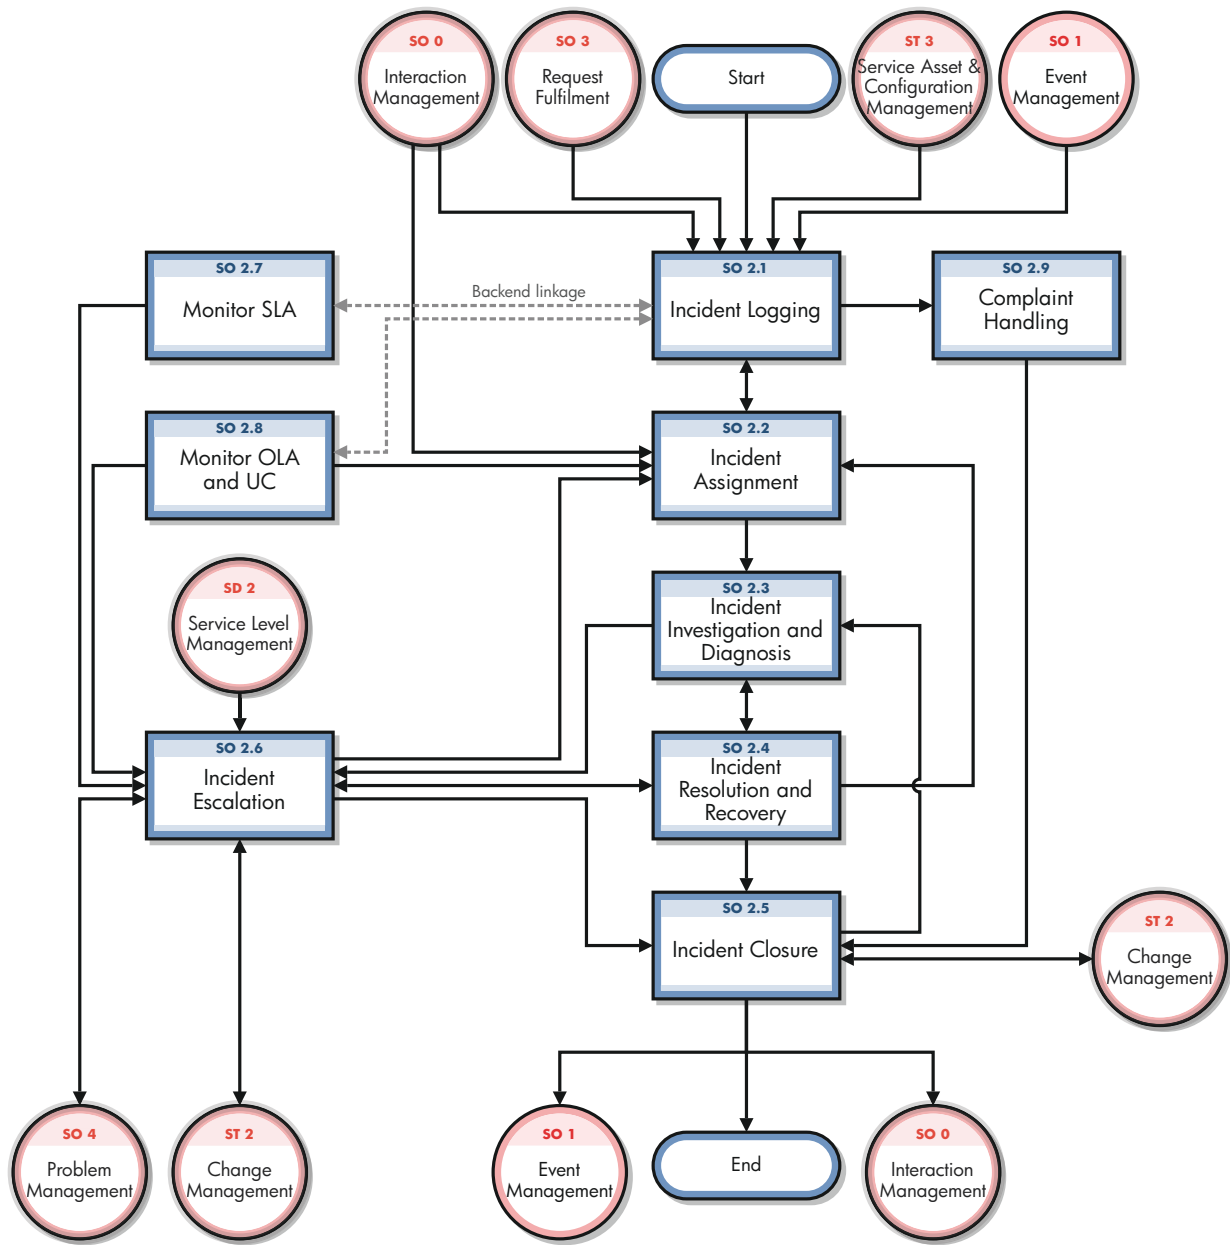 SO 0
Interaction
Management
SO 3
Request
Fulfilment
Start
ST 3
Service Asset &
Configuration
Management
SO 1
Event
Management
SO 2.7
Monitor SLA
Backend linkage
SO 2.1
Incident Logging
SO 2.9
Complaint
Handling
SO 2.8
Monitor OLA
and UC
SO 2.2
Incident
Assignment
SD 2
Service Level
Management
SO 2.3
Incident
Investigation and
Diagnosis
SO 2.6
Incident
Escalation
SO 2.4
Incident
Resolution and
Recovery
SO 2.5
Incident Closure
ST 2
Change
Management
SO 4
Problem
Management
ST 2
Change
Management
SO 1
Event
Management
End
SO 0
Interaction
Management